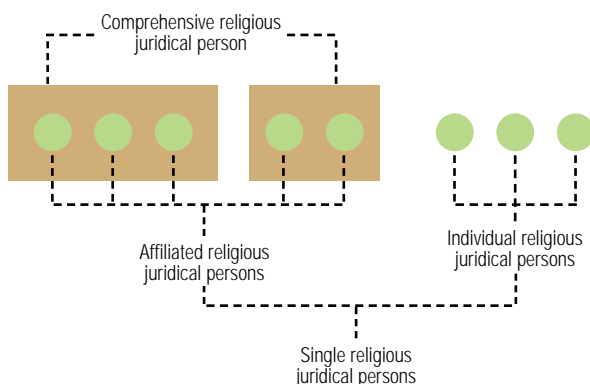 Comprehensive religious
juridical person
Affiliated religious
juridical persons
Individual religious
juridical persons
Single religious
juridical persons